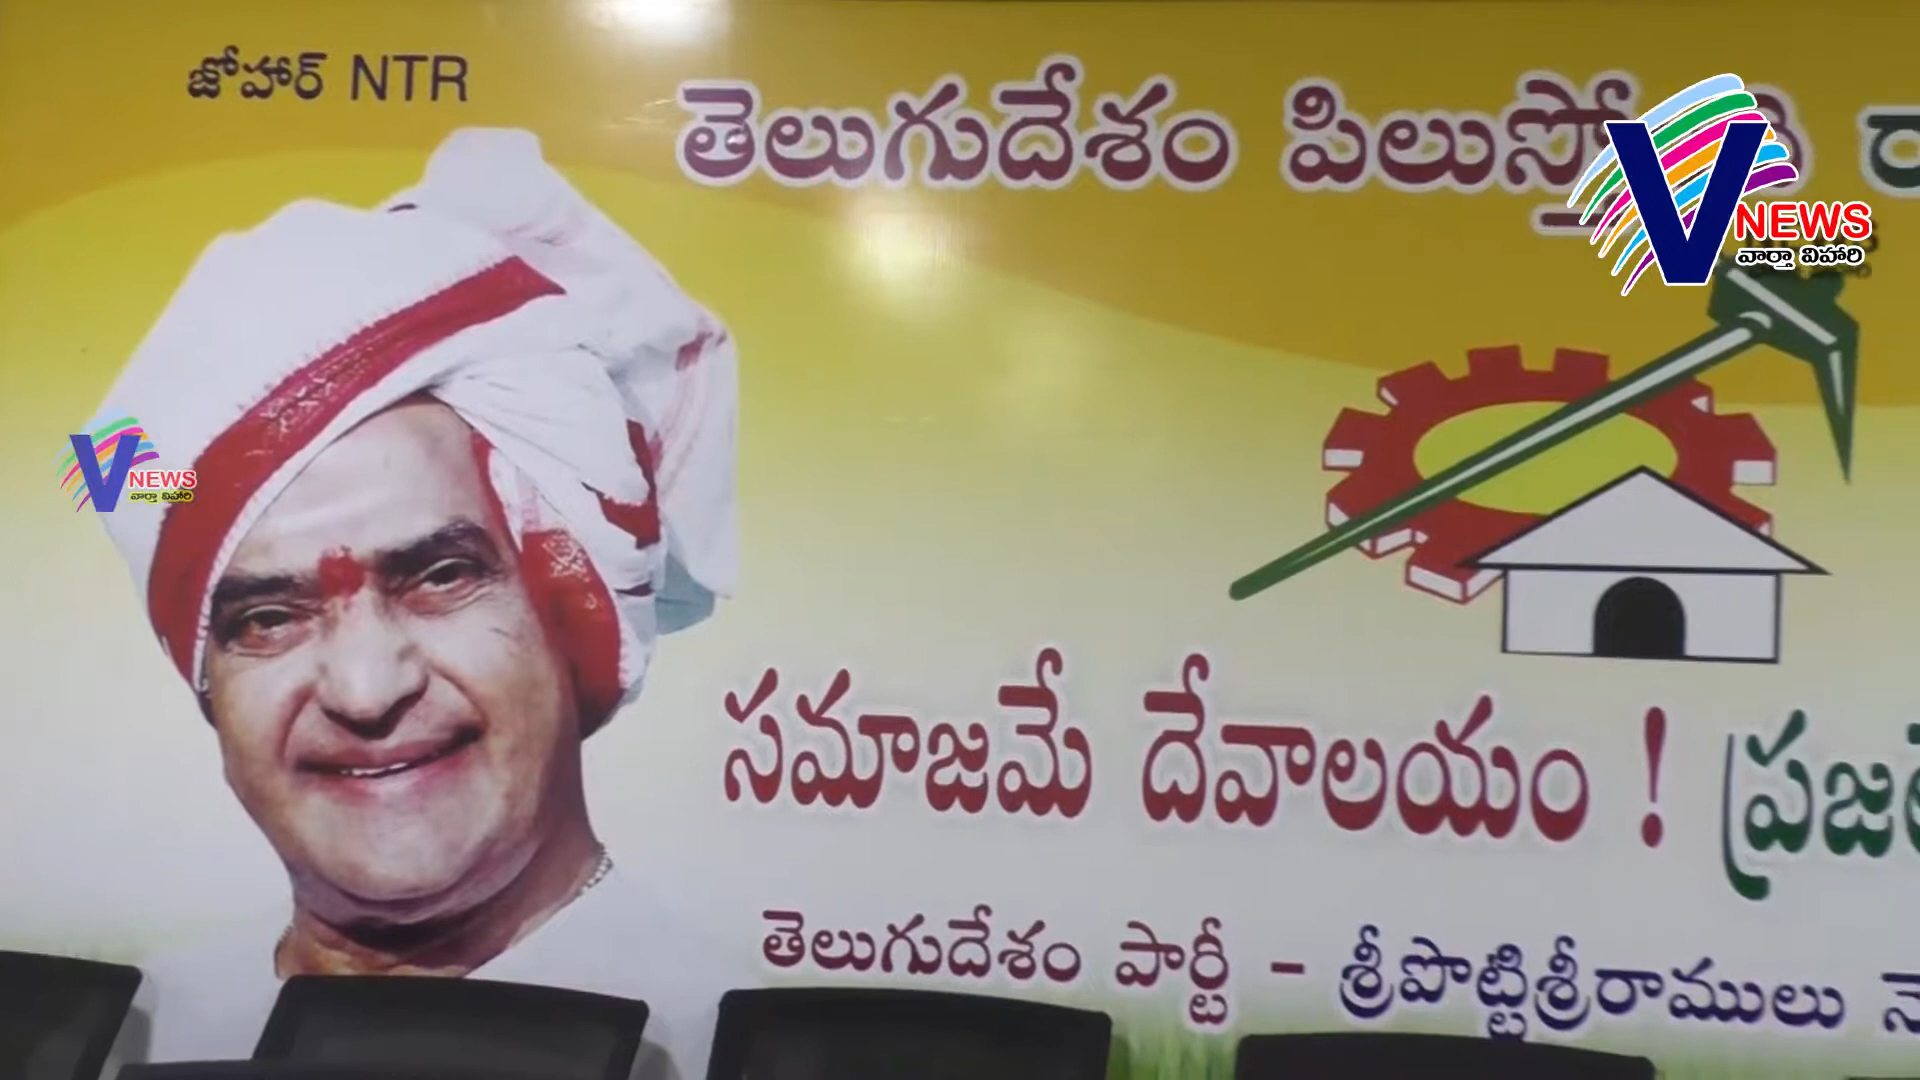 జోహార్ NTR
తెలుగుదేశం
V NEWS
వార్తా విహారి
V NEWS
వార్తా విహారి
సమాజమే దేవాలయం !
తెలుగుదేశం పార్టీ - శ్రీపొట్టిశ్రీరాములు